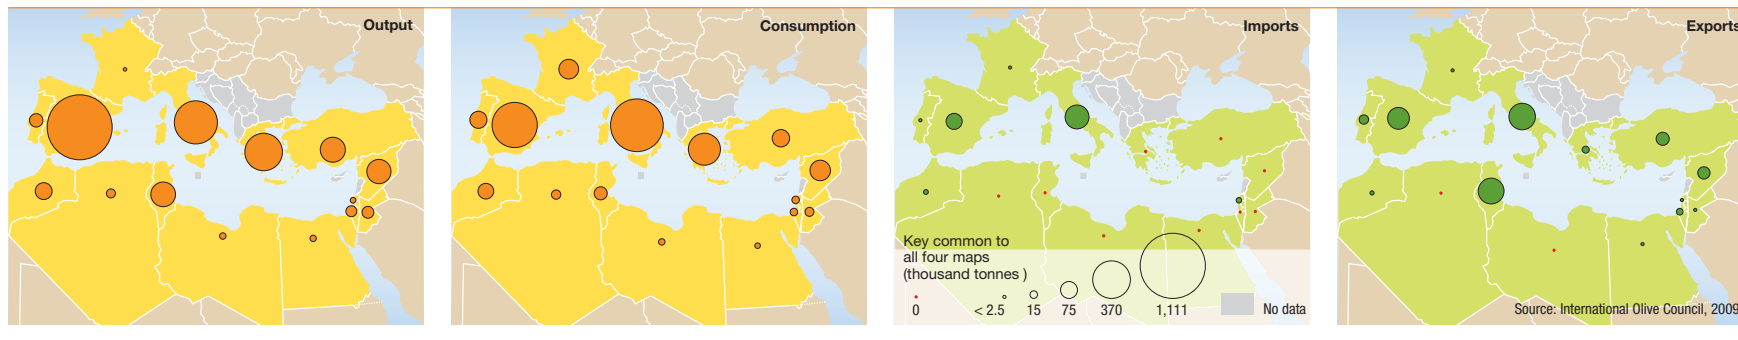 Output
Consumption
Imports
Exports
Key common to
all four maps
(thousand tonnes )
0
< 2.5
15
75
370
1,111
No data
Source: International Olive Council, 2009